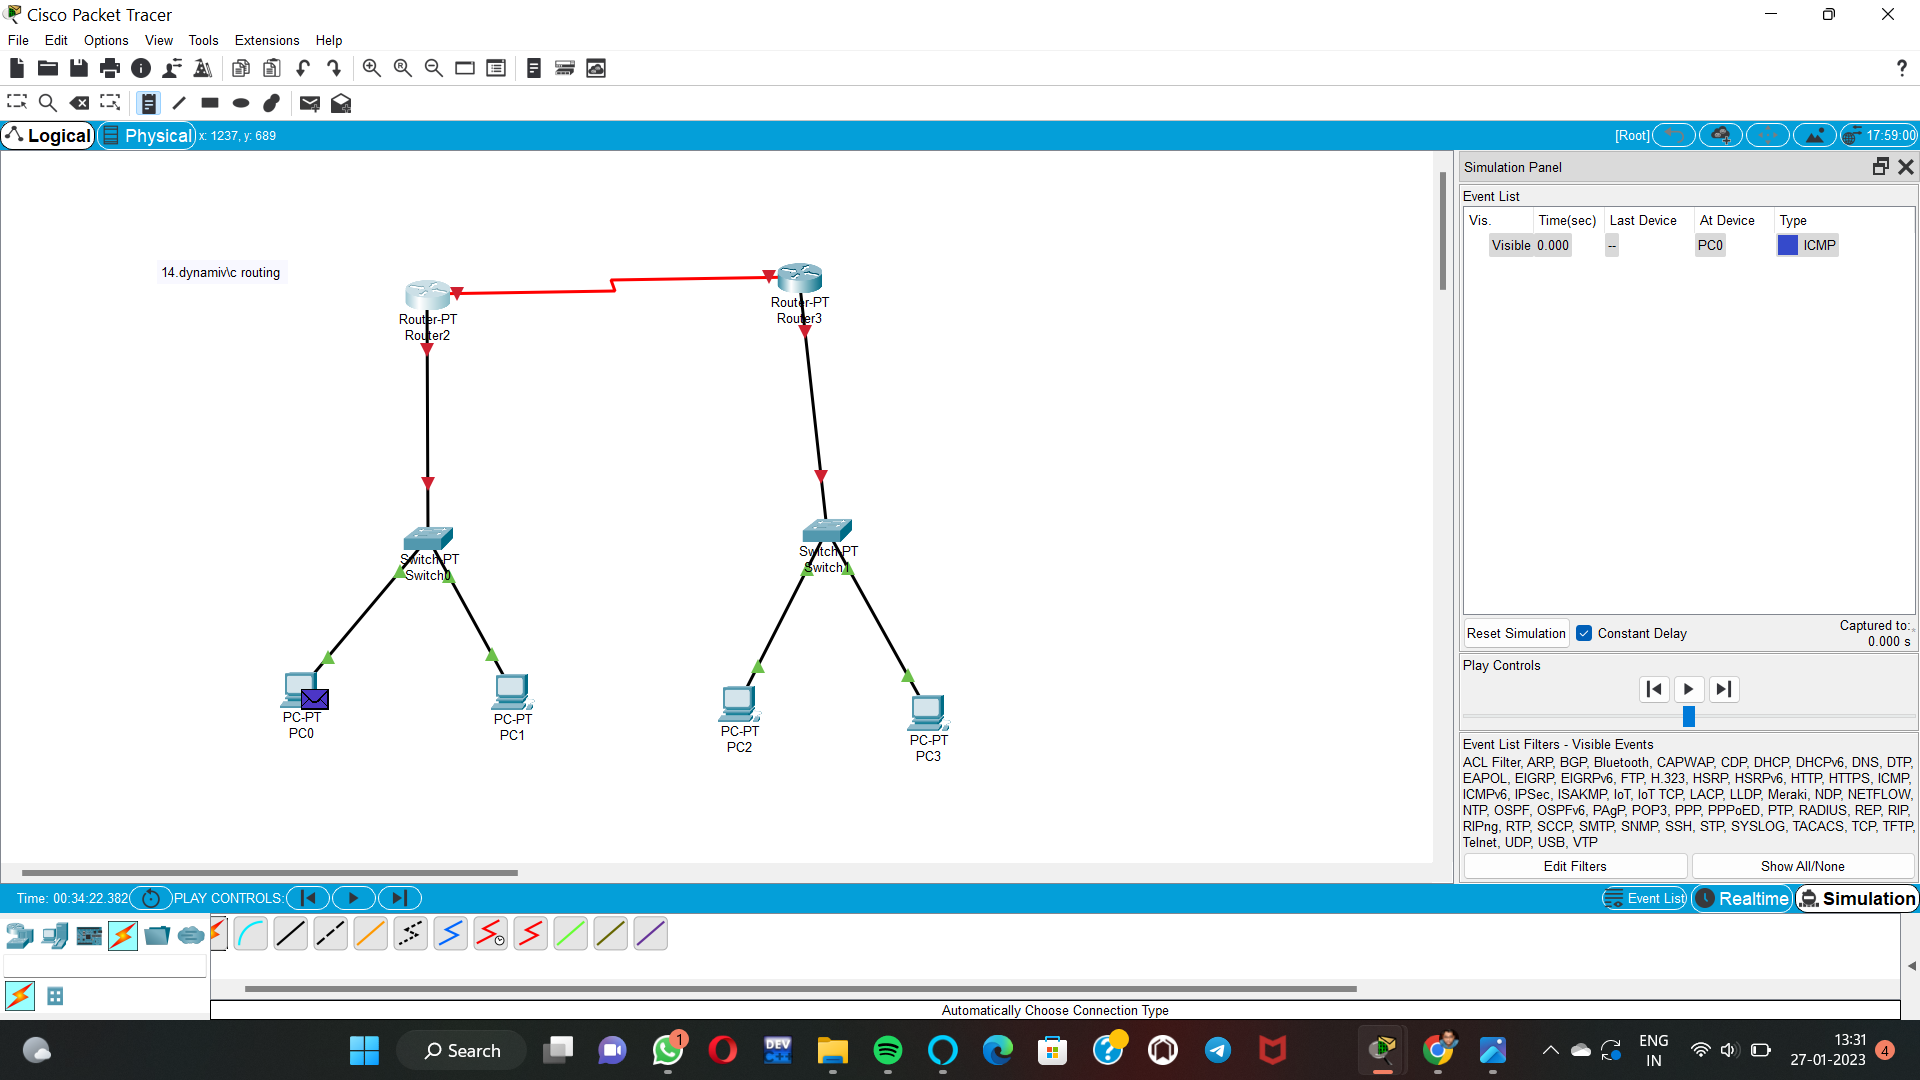 Cisco Packet Tracer
File Edit Options View Tools Extensions Help
Logical Physical x: 1237, y: 689 [Root] 17:59:00
14.dynamiv\c routing
Router-PT
Router2
Router-PT
Router3
Switch-PT
Switch0
Switch-PT
Switch1
PC-PT
PC0
PC-PT
PC1
PC-PT
PC2
PC-PT
PC3
Simulation Panel
Event List
Vis. Time(sec) Last Device At Device Type
Visible 0.000 -- PC0 ICMP
Reset Simulation Constant Delay Captured to:
0.000 s
Play Controls
Event List Filters - Visible Events
ACL Filter, ARP, BGP, Bluetooth, CAPWAP, CDP, DHCP, DHCPv6, DNS, DTP,
EAPOL, EIGRP, EIGRPv6, FTP, H.323, HSRP, HSRPv6, HTTP, HTTPS, ICMP,
ICMPv6, IPSec, ISAKMP, IoT, IoT TCP, LACP, LLDP, Meraki, NDP, NETFLOW,
NTP, OSPF, OSPFv6, PAgP, POP3, PPP, PPPoED, PTP, RADIUS, REP, RIP,
RIPng, RTP, SCCP, SMTP, SNMP, SSH, STP, SYSLOG, TACACS, TCP, TFTP,
Telnet, UDP, USB, VTP
Edit Filters Show All/None
Time: 00:34:22.382 PLAY CONTROLS: Event List Realtime Simulation
Automatically Choose Connection Type
Search
DEV
1
ENG
IN
13:31
27-01-2023
4